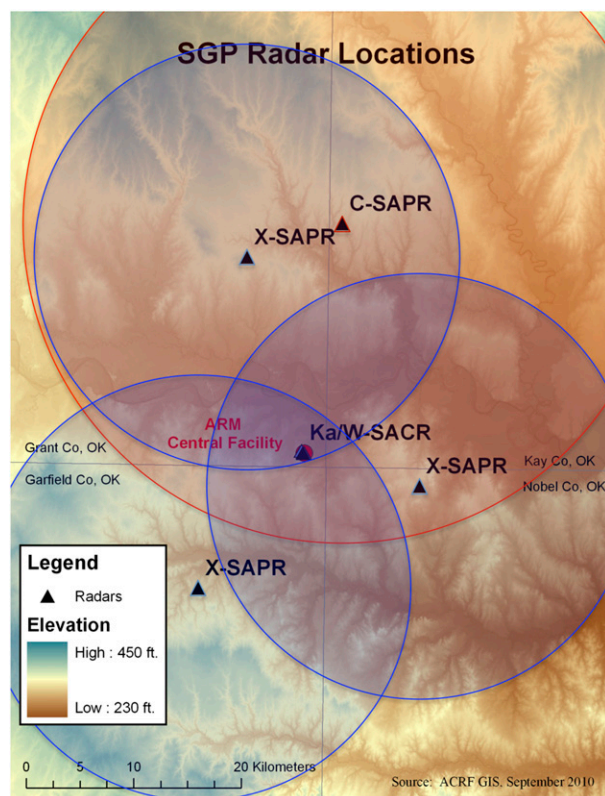 SGP Radar Locations
C-SAPR
X-SAPR
ARM
Central Facility
Ka/W-SACR
Grant Co, OK
Garfield Co, OK
X-SAPR
Kay Co, OK
Nobel Co, OK
X-SAPR
Legend
Radars
Elevation
High : 450 ft.
Low : 230 ft.
0 5 10 20 Kilometers
Source: ACRF GIS, September 2010